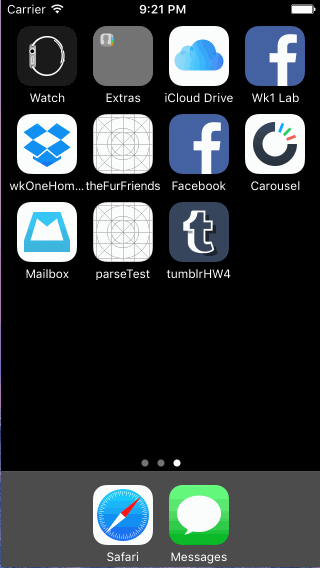 Carrier 9:21 PM
Watch Extras iCloud Drive Wk1 Lab
wkOneHom... theFurFriends Facebook Carousel
Mailbox parseTest tumblrHW4
Safari Messages